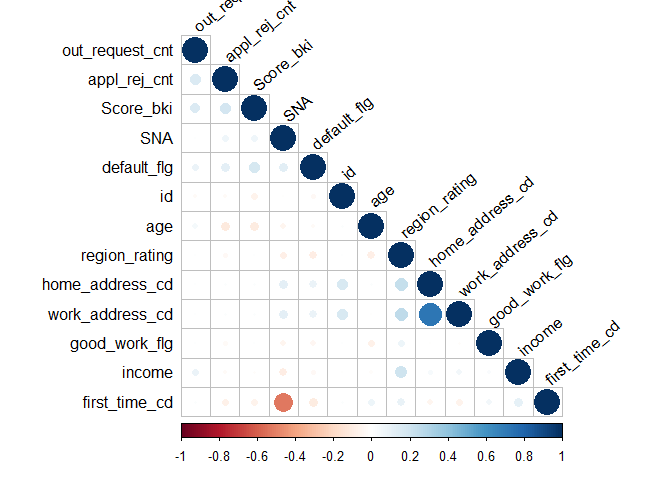 out_request_cnt
appl_rej_cnt
Score_bki
SNA
default_flg
id
age
region_rating
home_address_cd
work_address_cd
good_work_flg
income
first_time_cd
out_re
appl_rej_cnt
Score_bki
SNA
default_flg
id
age
region_rating
home_address_cd
work_address_cd
good_work_flg
income
first_time_cd
-1 -0.8 -0.6 -0.4 -0.2 0 0.2 0.4 0.6 0.8 1